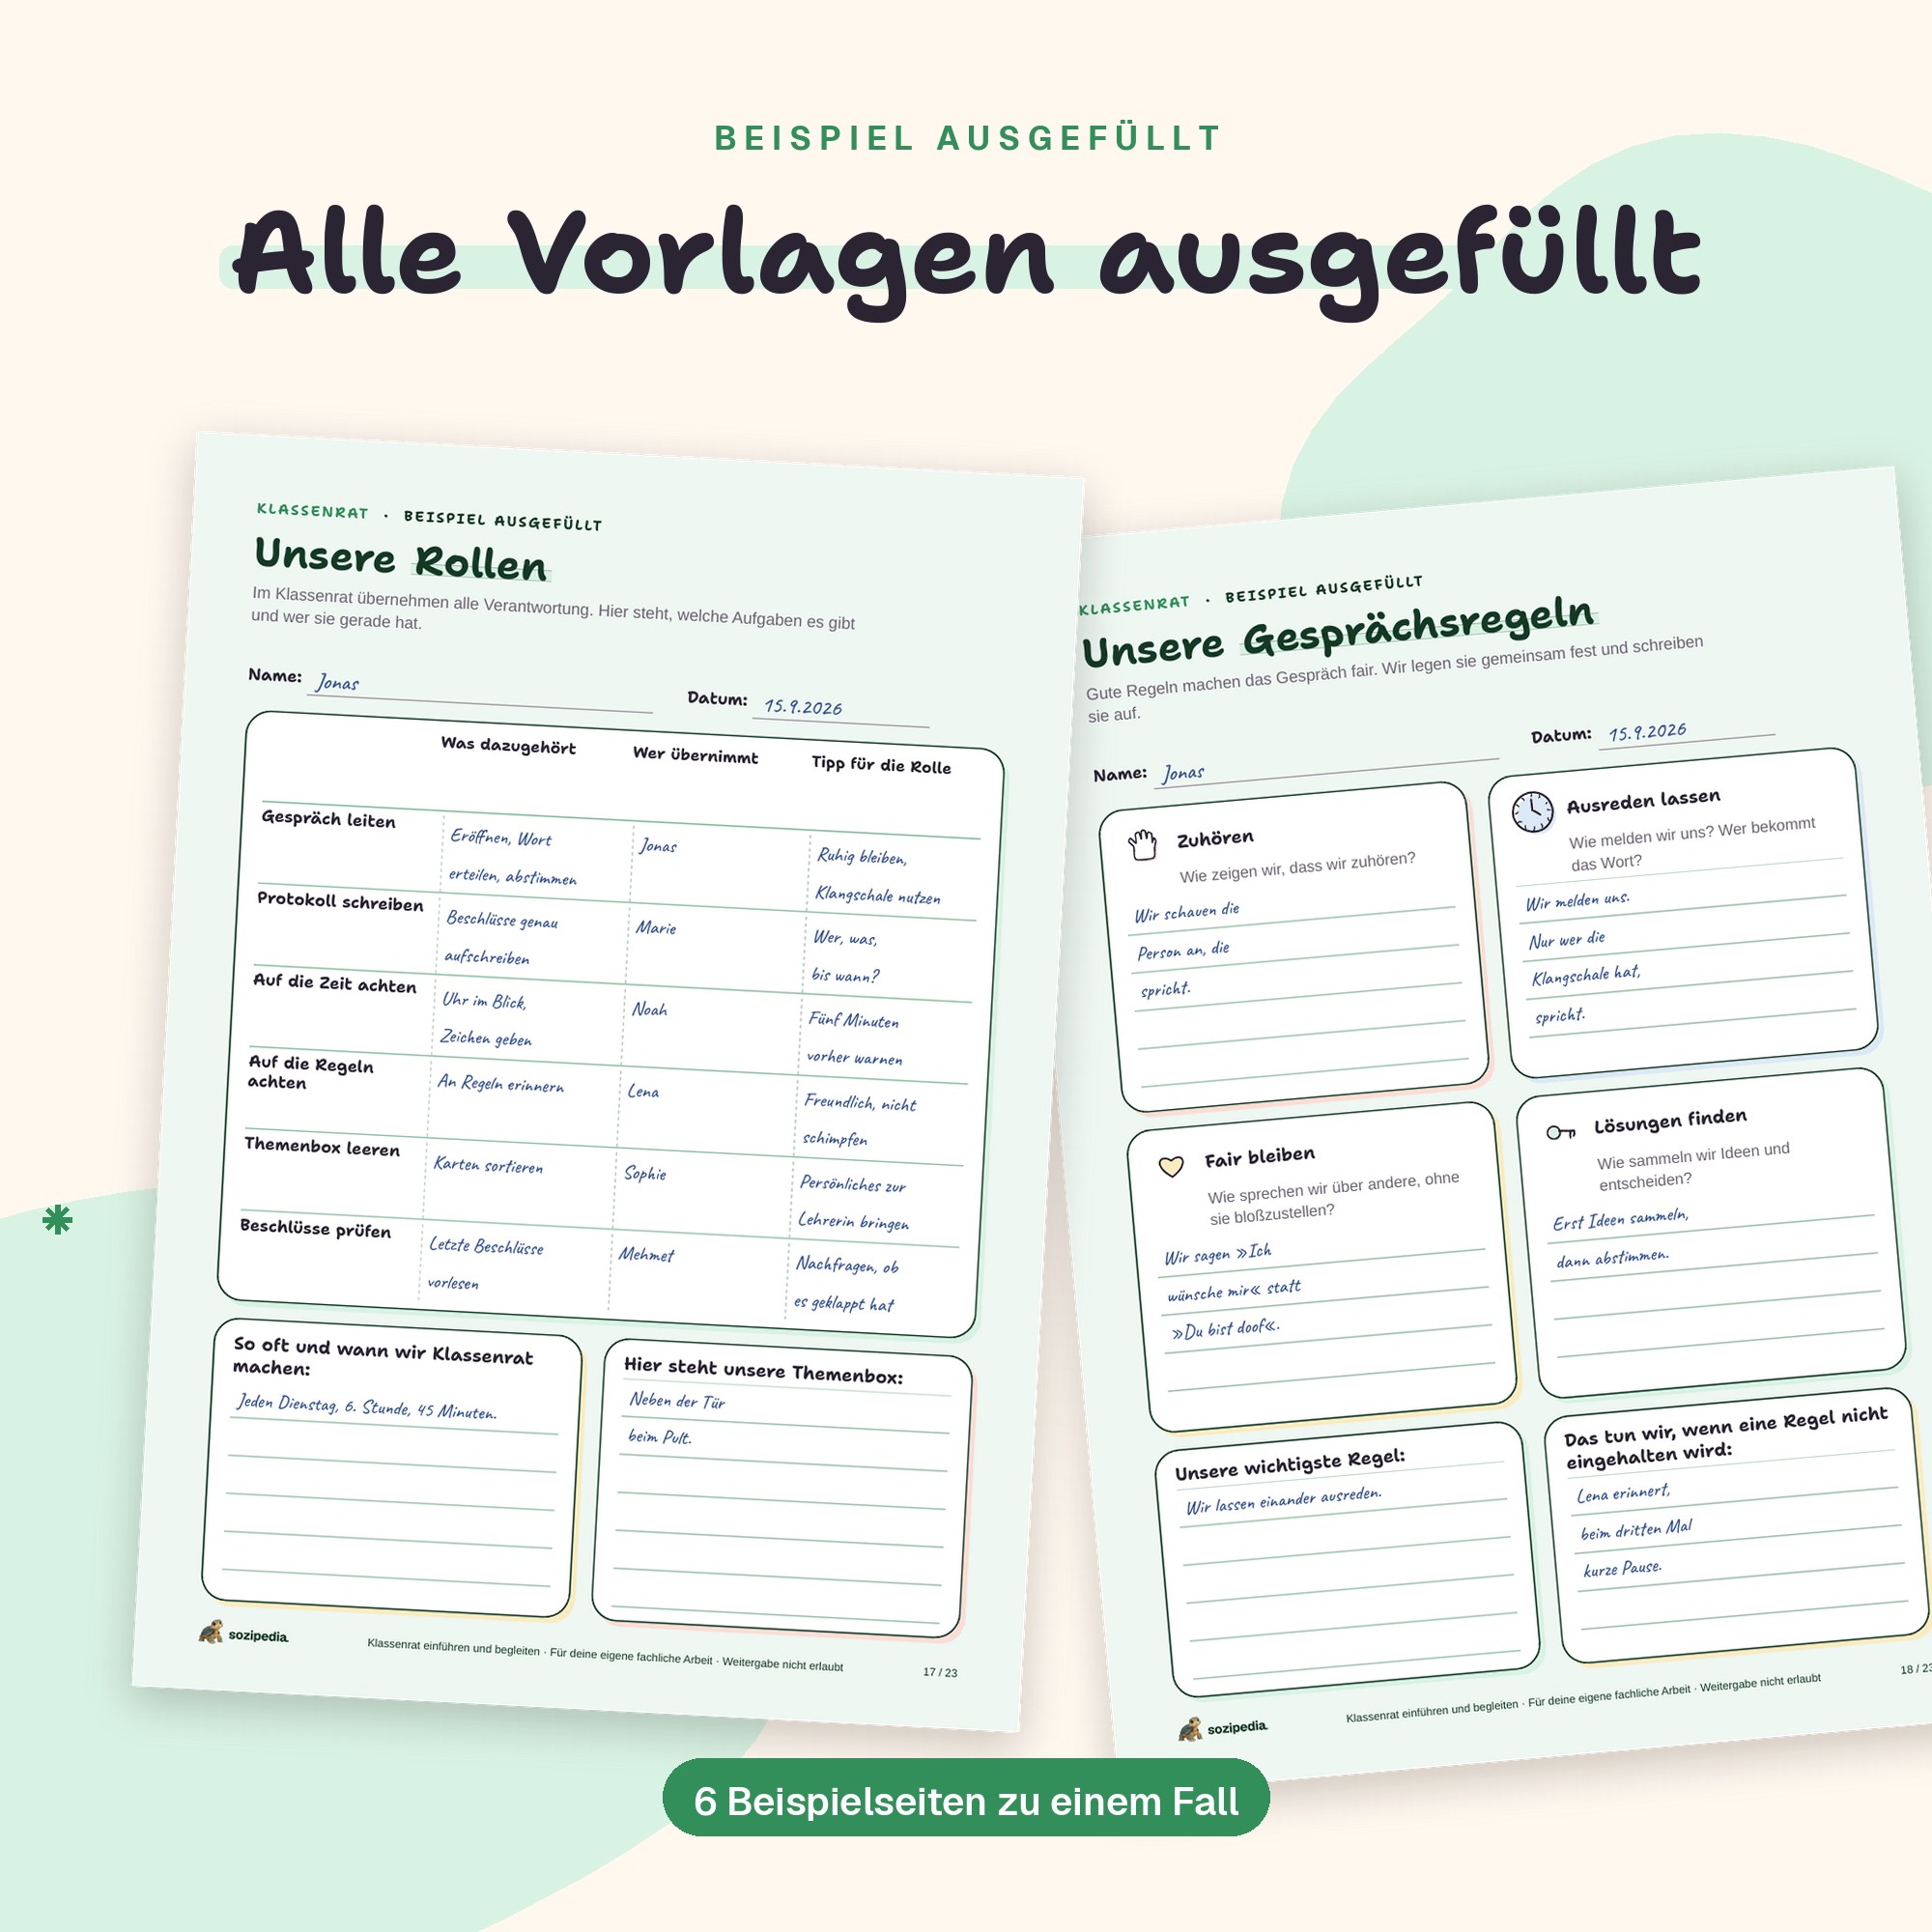 BEISPIEL AUSGEFÜLLT
Alle Vorlagen ausgefüllt
KLASSENRAT · BEISPIEL AUSGEFÜLLT
Unsere Rollen
Im Klassenrat übernehmen alle Verantwortung. Hier steht, welche Aufgaben es gibt
und wer sie gerade hat.
Name: Jonas Datum: 15.9.2026
Was dazugehört Wer übernimmt Tipp für die Rolle
Gespräch leiten
Eröffnen, Wort
erteilen, abstimmen
Jonas
Ruhig bleiben,
Klangschale nutzen
Protokoll schreiben
Beschlüsse genau
aufschreiben
Marie
Wer, was,
bis wann?
Auf die Zeit achten
Uhr im Blick,
Zeichen geben
Noah
Fünf Minuten
vorher warnen
Auf die Regeln
achten
An Regeln erinnern
Lena
Freundlich, nicht
schimpfen
Themenbox leeren
Karten sortieren
Sophie
Persönliches zur
Lehrerin bringen
Beschlüsse prüfen
Letzte Beschlüsse
vorlesen
Mehmet
Nachfragen, ob
es geklappt hat
So oft und wann wir Klassenrat
machen:
Jeden Dienstag, 6. Stunde, 45 Minuten.
Hier steht unsere Themenbox:
Neben der Tür
beim Pult.
sozipedia.
Klassenrat einführen und begleiten · Für deine eigene fachliche Arbeit · Weitergabe nicht erlaubt
17 / 23
KLASSENRAT · BEISPIEL AUSGEFÜLLT
Unsere Gesprächsregeln
Gute Regeln machen das Gespräch fair. Wir legen sie gemeinsam fest und schreiben
sie auf.
Name: Jonas Datum: 15.9.2026
Zuhören
Wie zeigen wir, dass wir zuhören?
Wir schauen die
Person an, die
spricht.
Ausreden lassen
Wie melden wir uns? Wer bekommt
das Wort?
Wir melden uns.
Nur wer die
Klangschale hat,
spricht.
Fair bleiben
Wie sprechen wir über andere, ohne
sie bloßzustellen?
Wir sagen »Ich
wünsche mir« statt
»Du bist doof«.
Lösungen finden
Wie sammeln wir Ideen und
entscheiden?
Erst Ideen sammeln,
dann abstimmen.
Unsere wichtigste Regel:
Wir lassen einander ausreden.
Das tun wir, wenn eine Regel nicht
eingehalten wird:
Lena erinnert,
beim dritten Mal
kurze Pause.
sozipedia.
Klassenrat einführen und begleiten · Für deine eigene fachliche Arbeit · Weitergabe nicht erlaubt
18 / 23
6 Beispielseiten zu einem Fall